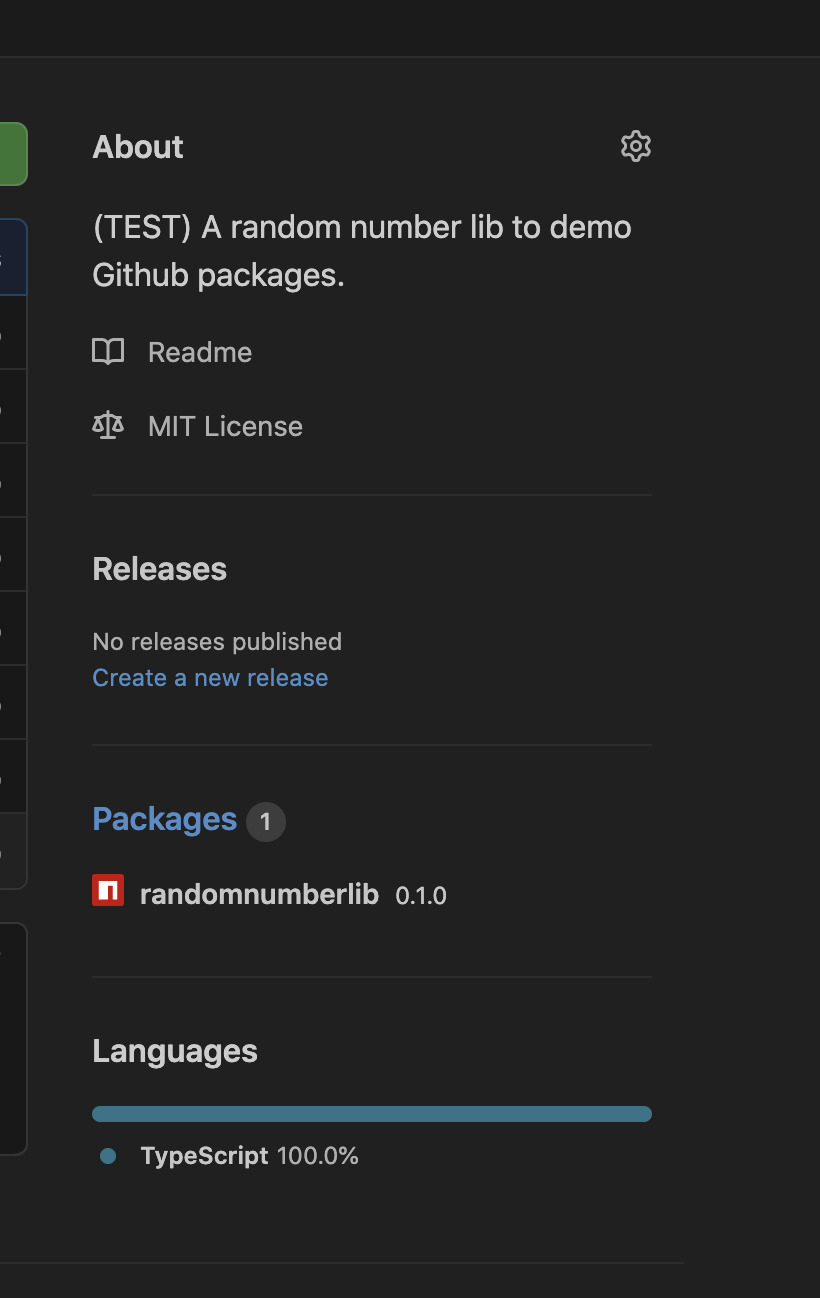 About
(TEST) A random number lib to demo
Github packages.
Readme
MIT License
Releases
No releases published
Create a new release
Packages 1
randomnumberlib 0.1.0
Languages
TypeScript 100.0%